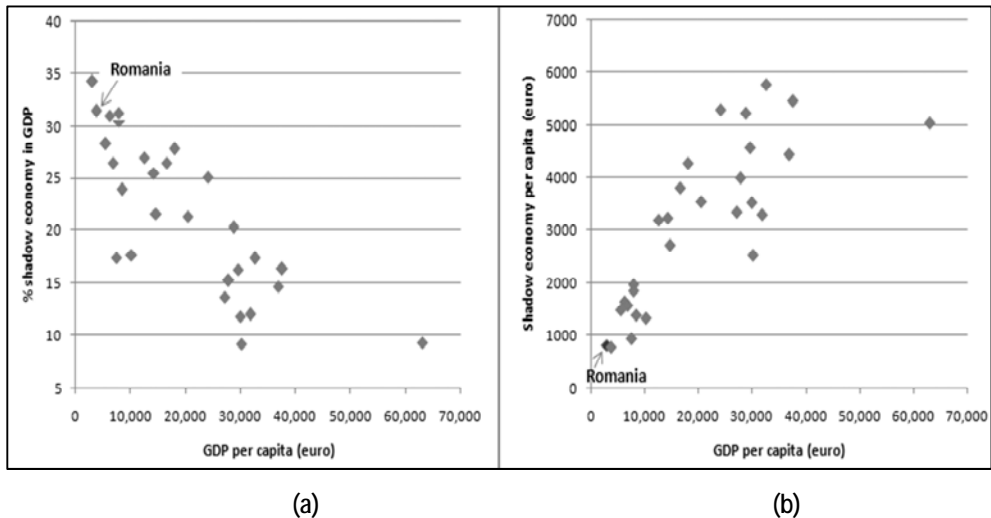 % shadow economy in GDP
40
35
30
25
20
15
10
5
Romania
0 10,000 20,000 30,000 40,000 50,000 60,000 70,000
GDP per capita (euro)
(a)
Shadow economy per capita (euro)
7000
6000
5000
4000
3000
2000
1000
0
Romania
0 10,000 20,000 30,000 40,000 50,000 60,000 70,000
GDP per capita (euro)
(b)